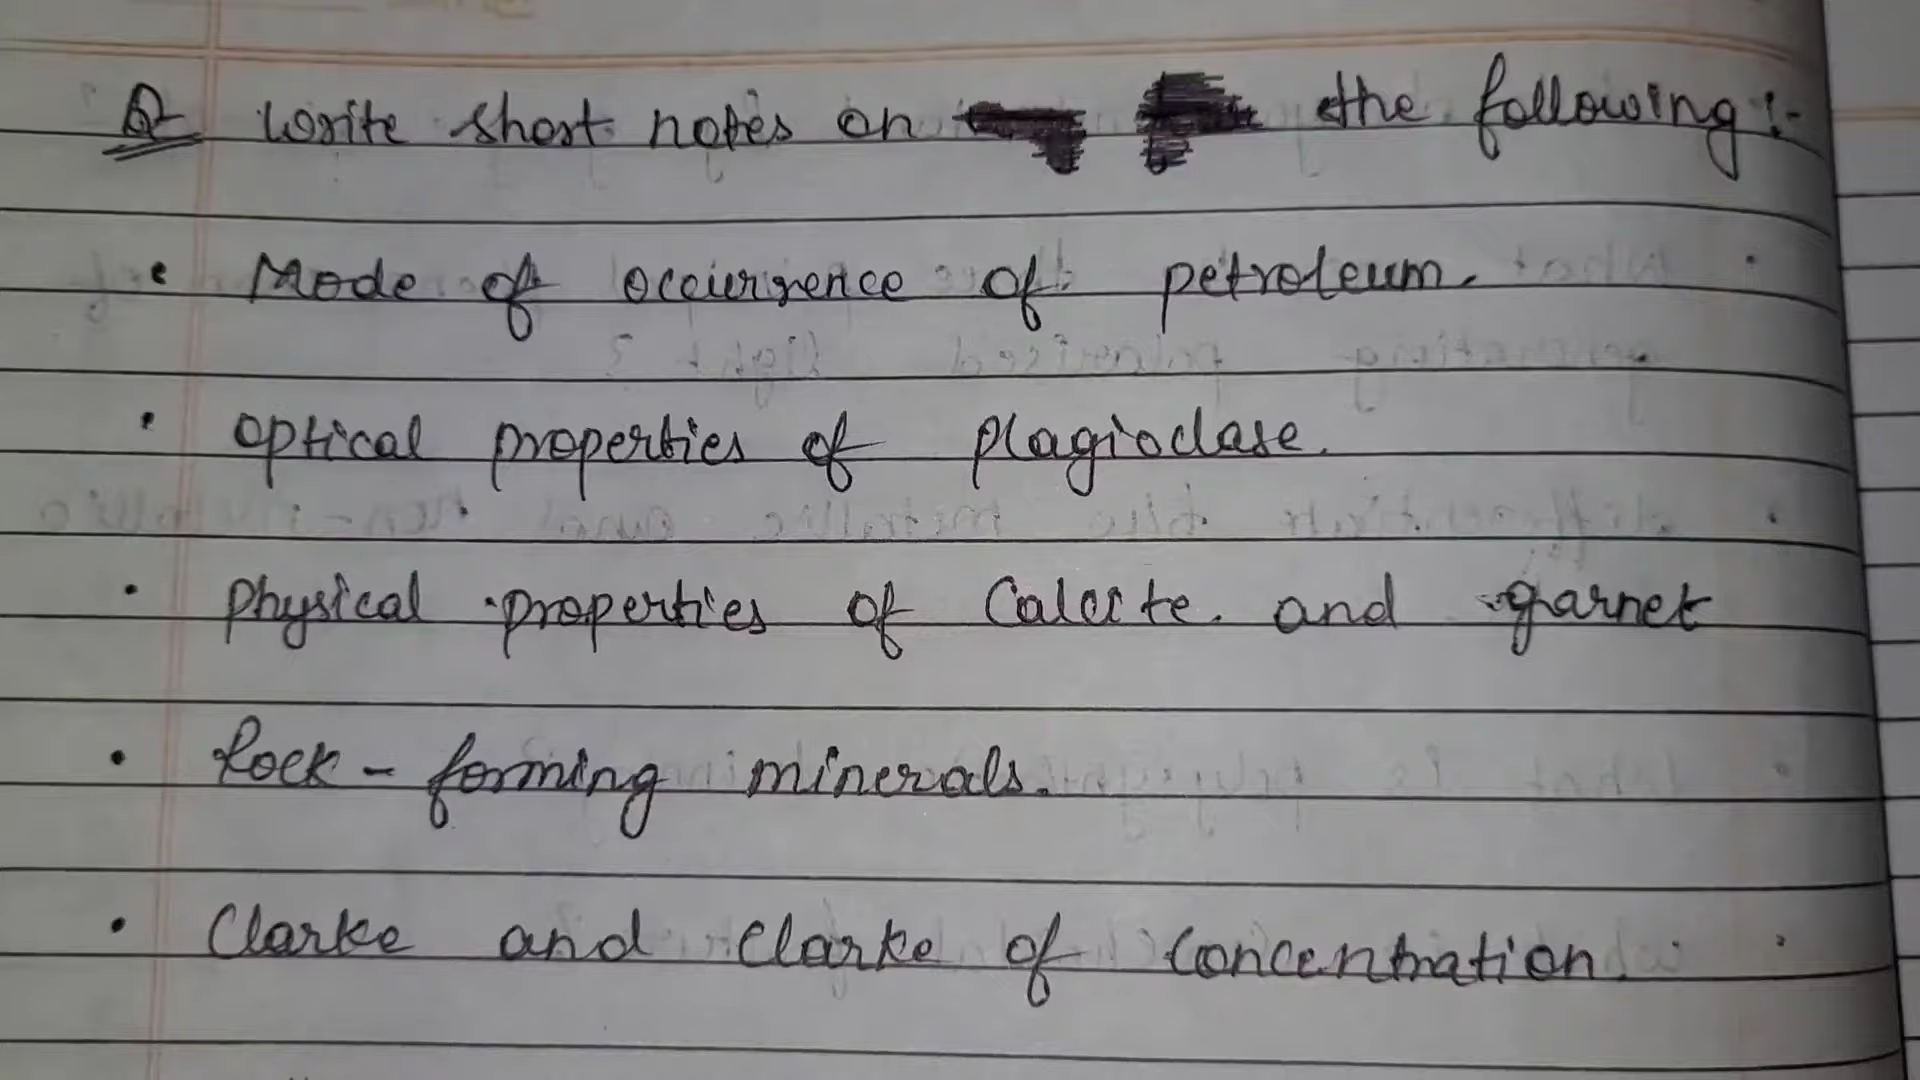 Q Write short notes on the following :-
• Mode of occurrence of petroleum.
• optical properties of plagioclase.
• physical properties of Calcite. and garnet
• Rock - forming minerals.
• Clarke and Clarke of Concentration.